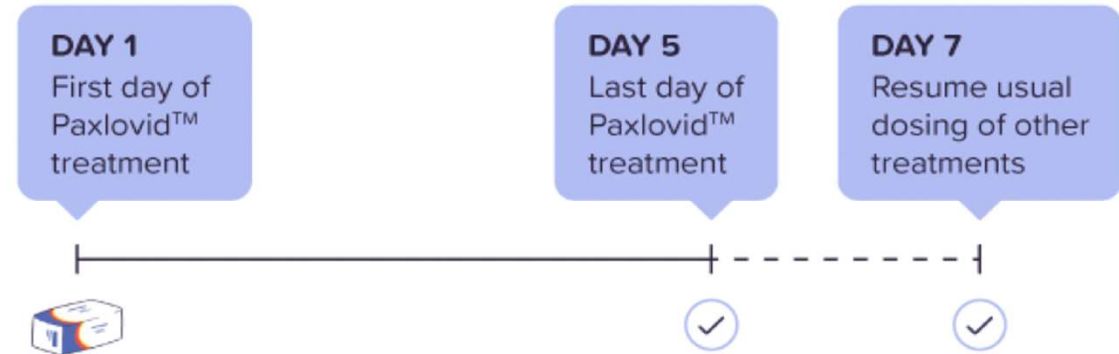 DAY 1
First day of
Paxlovid™
treatment
DAY 5
Last day of
Paxlovid™
treatment
DAY 7
Resume usual
dosing of other
treatments